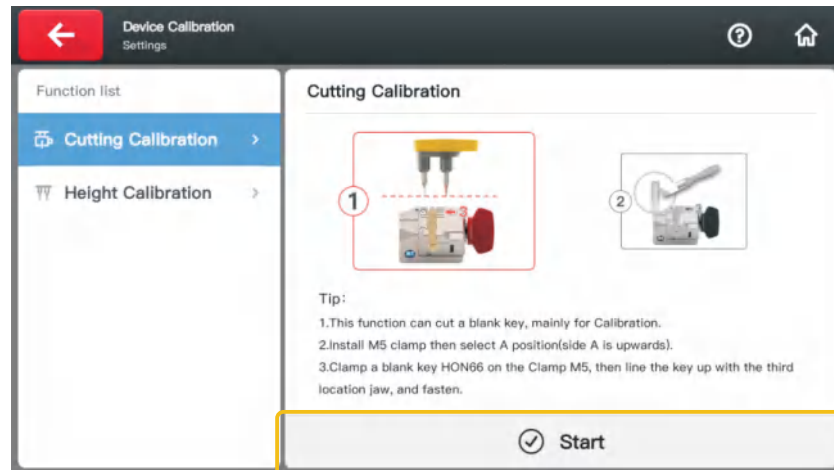 Device Calibration
Settings
Function list
Cutting Calibration
Height Calibration
Cutting Calibration
1
3
2
Tip:
1.This function can cut a blank key, mainly for Calibration.
2.Install M5 clamp then select A position(side A is upwards).
3.Clamp a blank key HON66 on the Clamp M5, then line the key up with the third
location jaw, and fasten.
Start